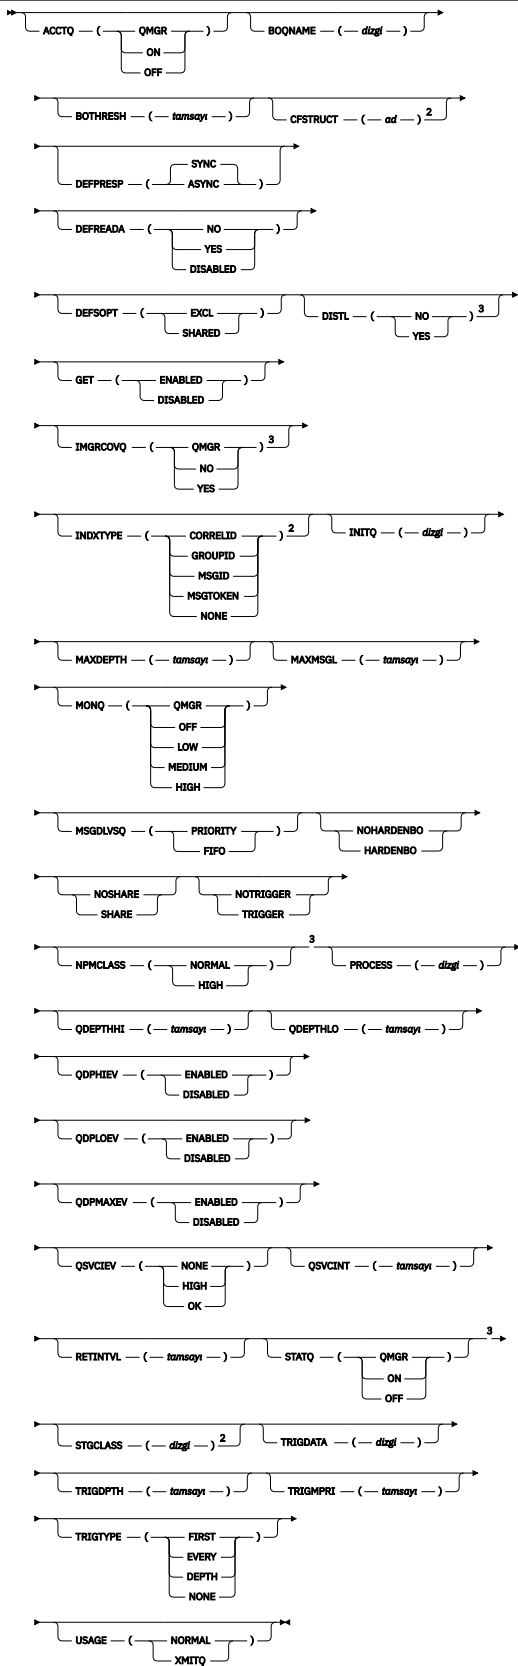 ACCTQ ( QMGR ) BOQNAME ( dizgi )
ON
OFF
BOTHRESH ( tamsayı ) CFSTRUCT ( ad ) 2
SYNC
DEFPRESP ( ASYNC )
DEFREADA ( NO )
YES
DISABLED
DEFSOPT ( EXCL ) DISTL ( NO ) 3
SHARED YES
GET ( ENABLED )
DISABLED
IMGRCOVQ ( QMGR ) 3
NO
YES
INDXTYPE ( CORRELID ) 2 INITQ ( dizgi )
GROUPID
MSGID
MSGTOKEN
NONE
MAXDEPTH ( tamsayı ) MAXMSGL ( tamsayı )
MONQ ( QMGR )
OFF
LOW
MEDIUM
HIGH
MSGDLVSQ ( PRIORITY ) NOHARDENBO
FIFO HARDENBO
NOSHARE NOTRIGGER
SHARE TRIGGER
NPMCLASS ( NORMAL ) 3 PROCESS ( dizgi )
HIGH
QDEPTHHI ( tamsayı ) QDEPTHLO ( tamsayı )
QDPHIEV ( ENABLED )
DISABLED
QDPLOEV ( ENABLED )
DISABLED
QDPMAXEV ( ENABLED )
DISABLED
QSVCIEV ( NONE ) QSVCINT ( tamsayı )
HIGH
OK
RETINTVL ( tamsayı ) STATQ ( QMGR ) 3
ON
OFF
STGCLASS ( dizgi ) 2 TRIGDATA ( dizgi )
TRIGDPTH ( tamsayı ) TRIGMPRI ( tamsayı )
TRIGTYPE ( FIRST )
EVERY
DEPTH
NONE
USAGE ( NORMAL )
XMITQ